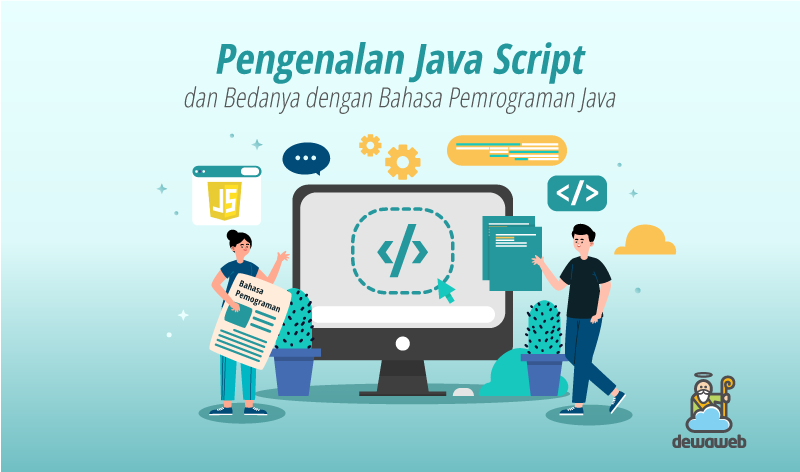 Pengenalan Java Script
dan Bedanya dengan Bahasa Pemrograman Java
JS
</>
</>
Bahasa
Pemograman
dewaweb